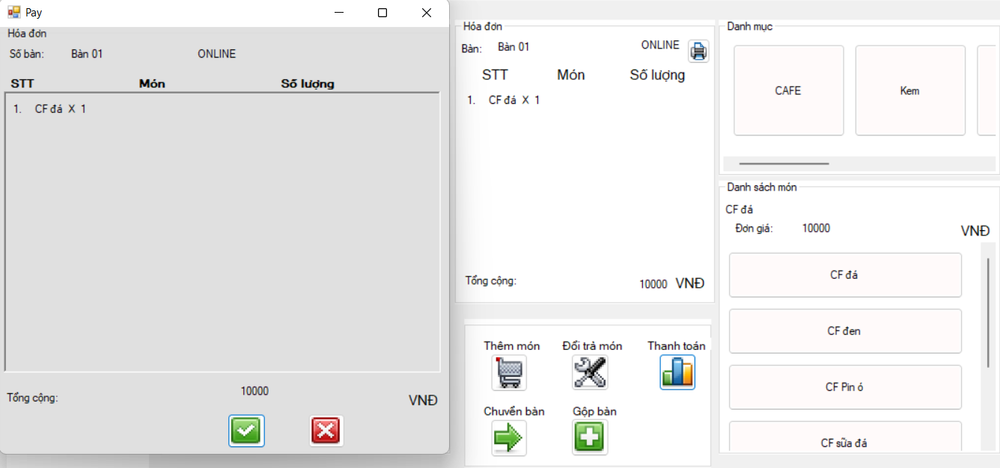 Pay
Hóa đơn
Số bàn: Bàn 01 ONLINE
STT Món Số lượng
1. CF đá X 1
Tổng cộng: 10000 VNĐ
Hóa đơn
Bàn: Bàn 01 ONLINE
STT Món Số lượng
1. CF đá X 1
Tổng cộng: 10000 VNĐ
Thêm món Đổi trả món Thanh toán
Chuyển bàn Gộp bàn
Danh mục
CAFE Kem
Danh sách món
CF đá
Đơn giá: 10000 VNĐ
CF đá
CF đen
CF Pin ó
CF sữa đá